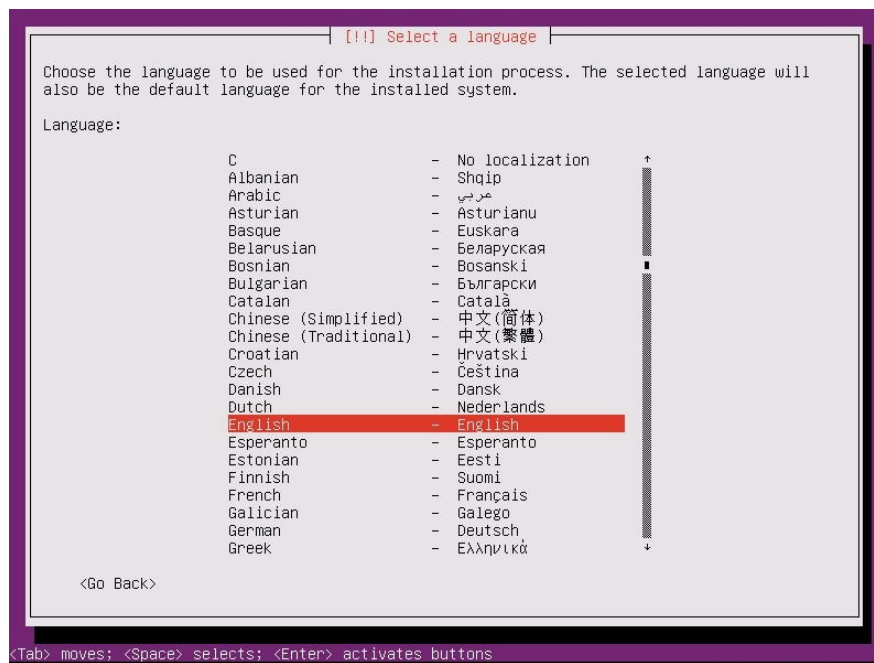 [!!] Select a language
Choose the language to be used for the installation process. The selected language will
also be the default language for the installed system.
Language:
C - No localization
Albanian - Shqip
Arabic - عربي
Asturian - Asturianu
Basque - Euskara
Belarusian - Беларуская
Bosnian - Bosanski
Bulgarian - Български
Catalan - Català
Chinese (Simplified) - 中文(简体)
Chinese (Traditional) - 中文(繁體)
Croatian - Hrvatski
Czech - Čeština
Danish - Dansk
Dutch - Nederlands
English - English
Esperanto - Esperanto
Estonian - Eesti
Finnish - Suomi
French - Français
Galician - Galego
German - Deutsch
Greek - Ελληνικά
<Go Back>
<Tab> moves; <Space> selects; <Enter> activates buttons